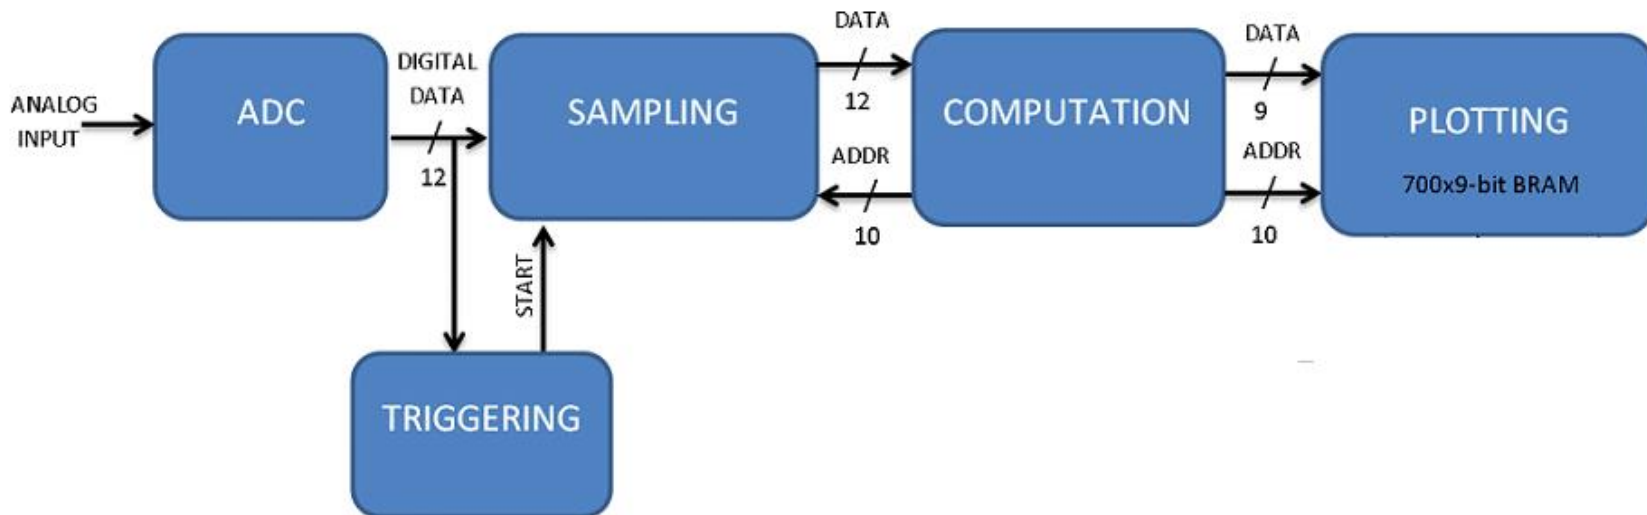 ANALOG
INPUT
ADC
DIGITAL
DATA
12
SAMPLING
DATA
12
ADDR
10
COMPUTATION
DATA
9
ADDR
10
PLOTTING
700x9-bit BRAM
START
TRIGGERING